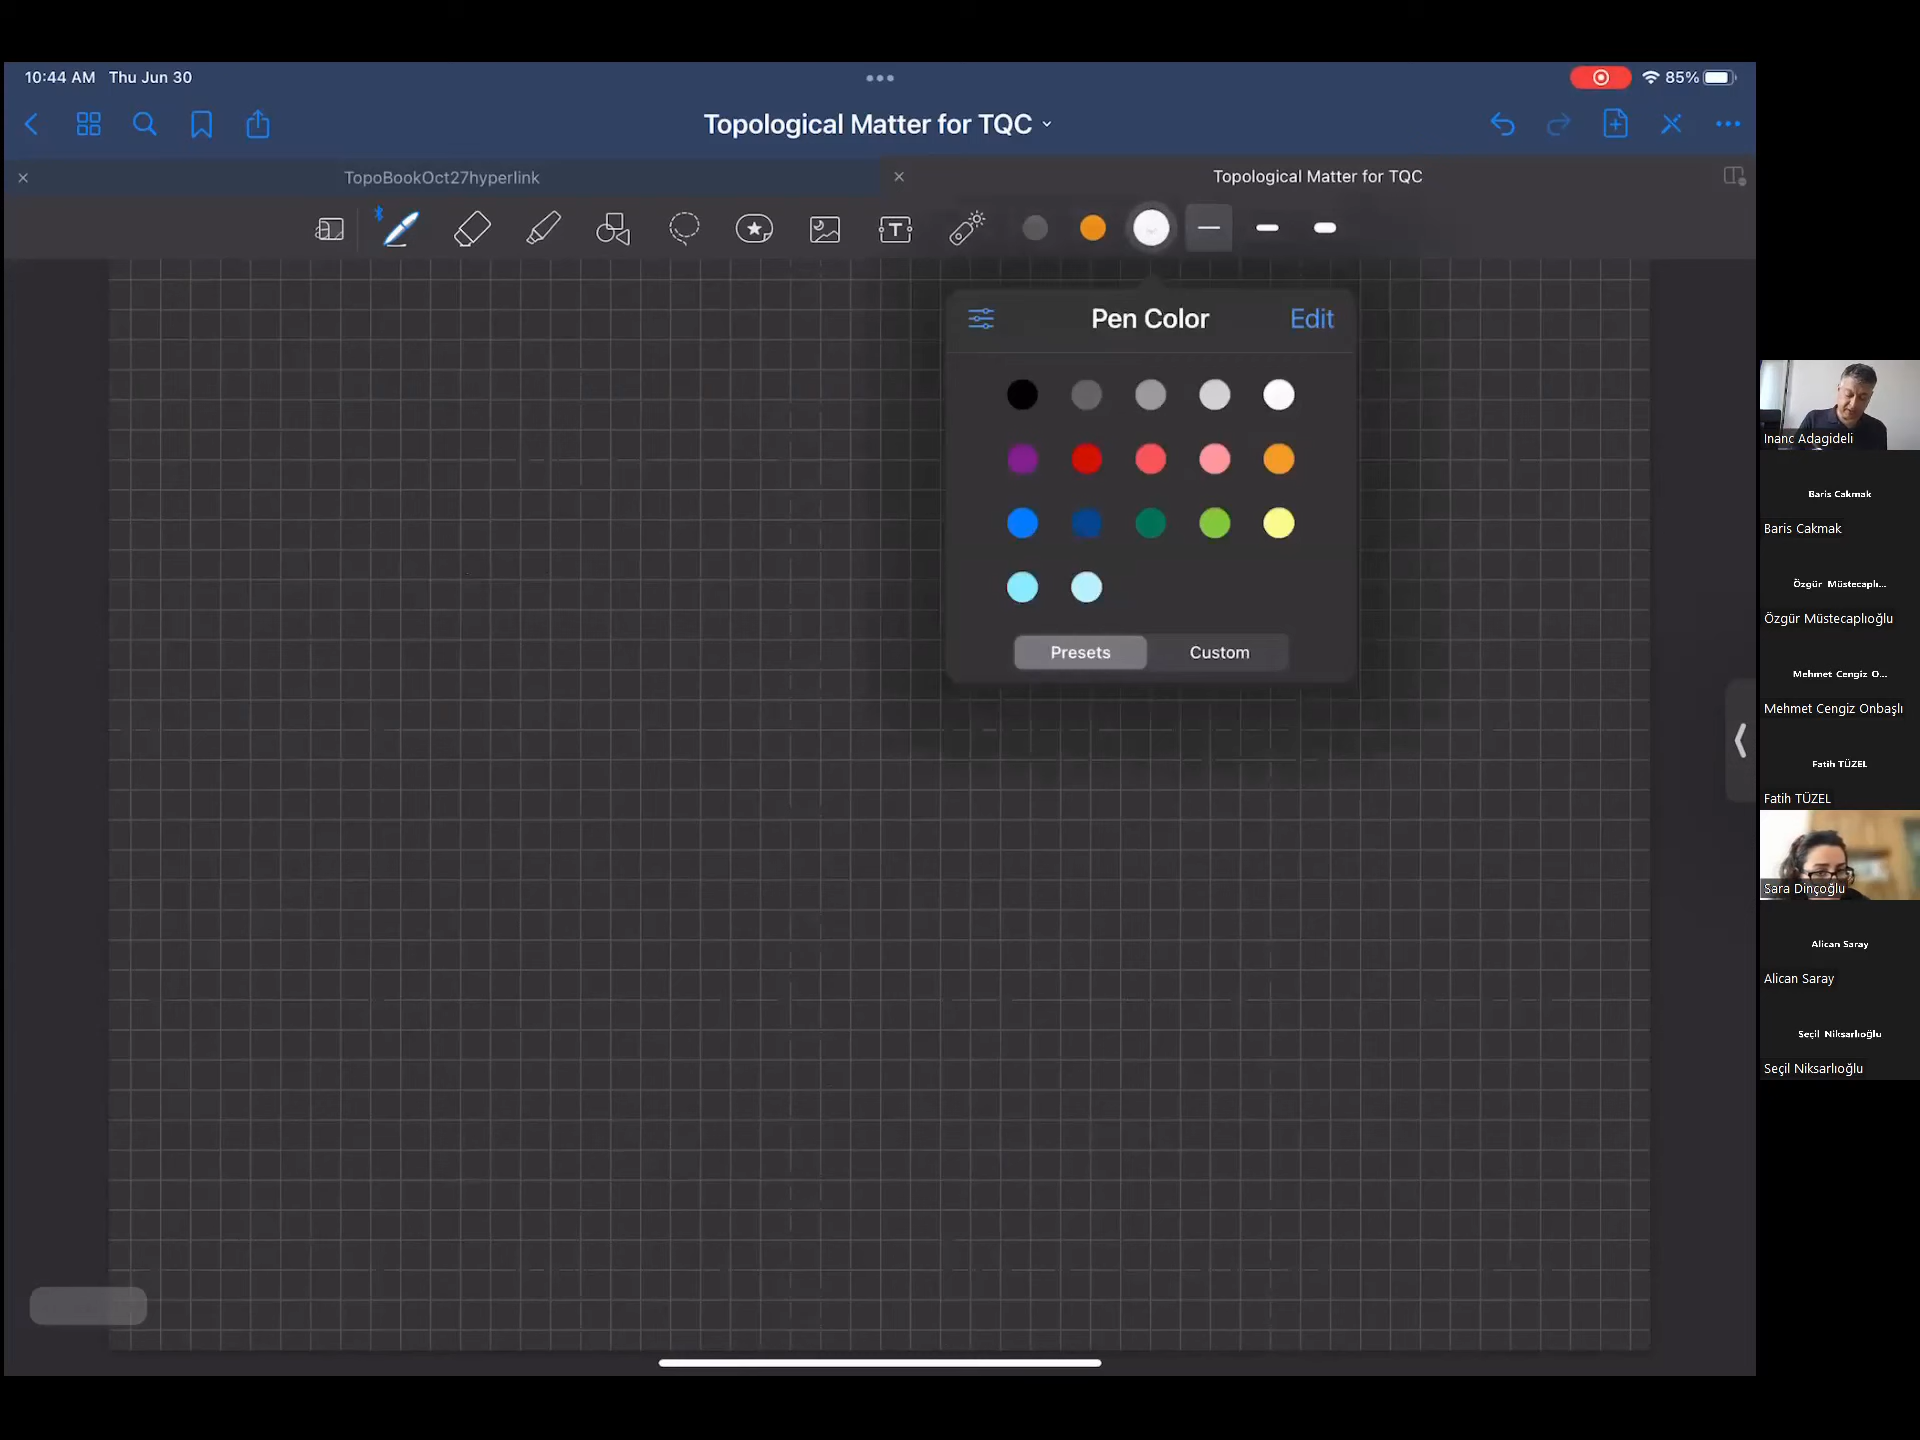 10:44 AM Thu Jun 30
85%
Topological Matter for TQC
TopoBookOct27hyperlink
Topological Matter for TQC
T
Pen Color
Edit
Presets
Custom
Inanc Adagideli
Baris Cakmak
Baris Cakmak
Özgür Müstecaplı...
Özgür Müstecaplıoğlu
Mehmet Cengiz O...
Mehmet Cengiz Onbaşlı
Fatih TÜZEL
Fatih TÜZEL
Sara Dinçoğlu
Alican Saray
Alican Saray
Seçil Niksarlıoğlu
Seçil Niksarlıoğlu